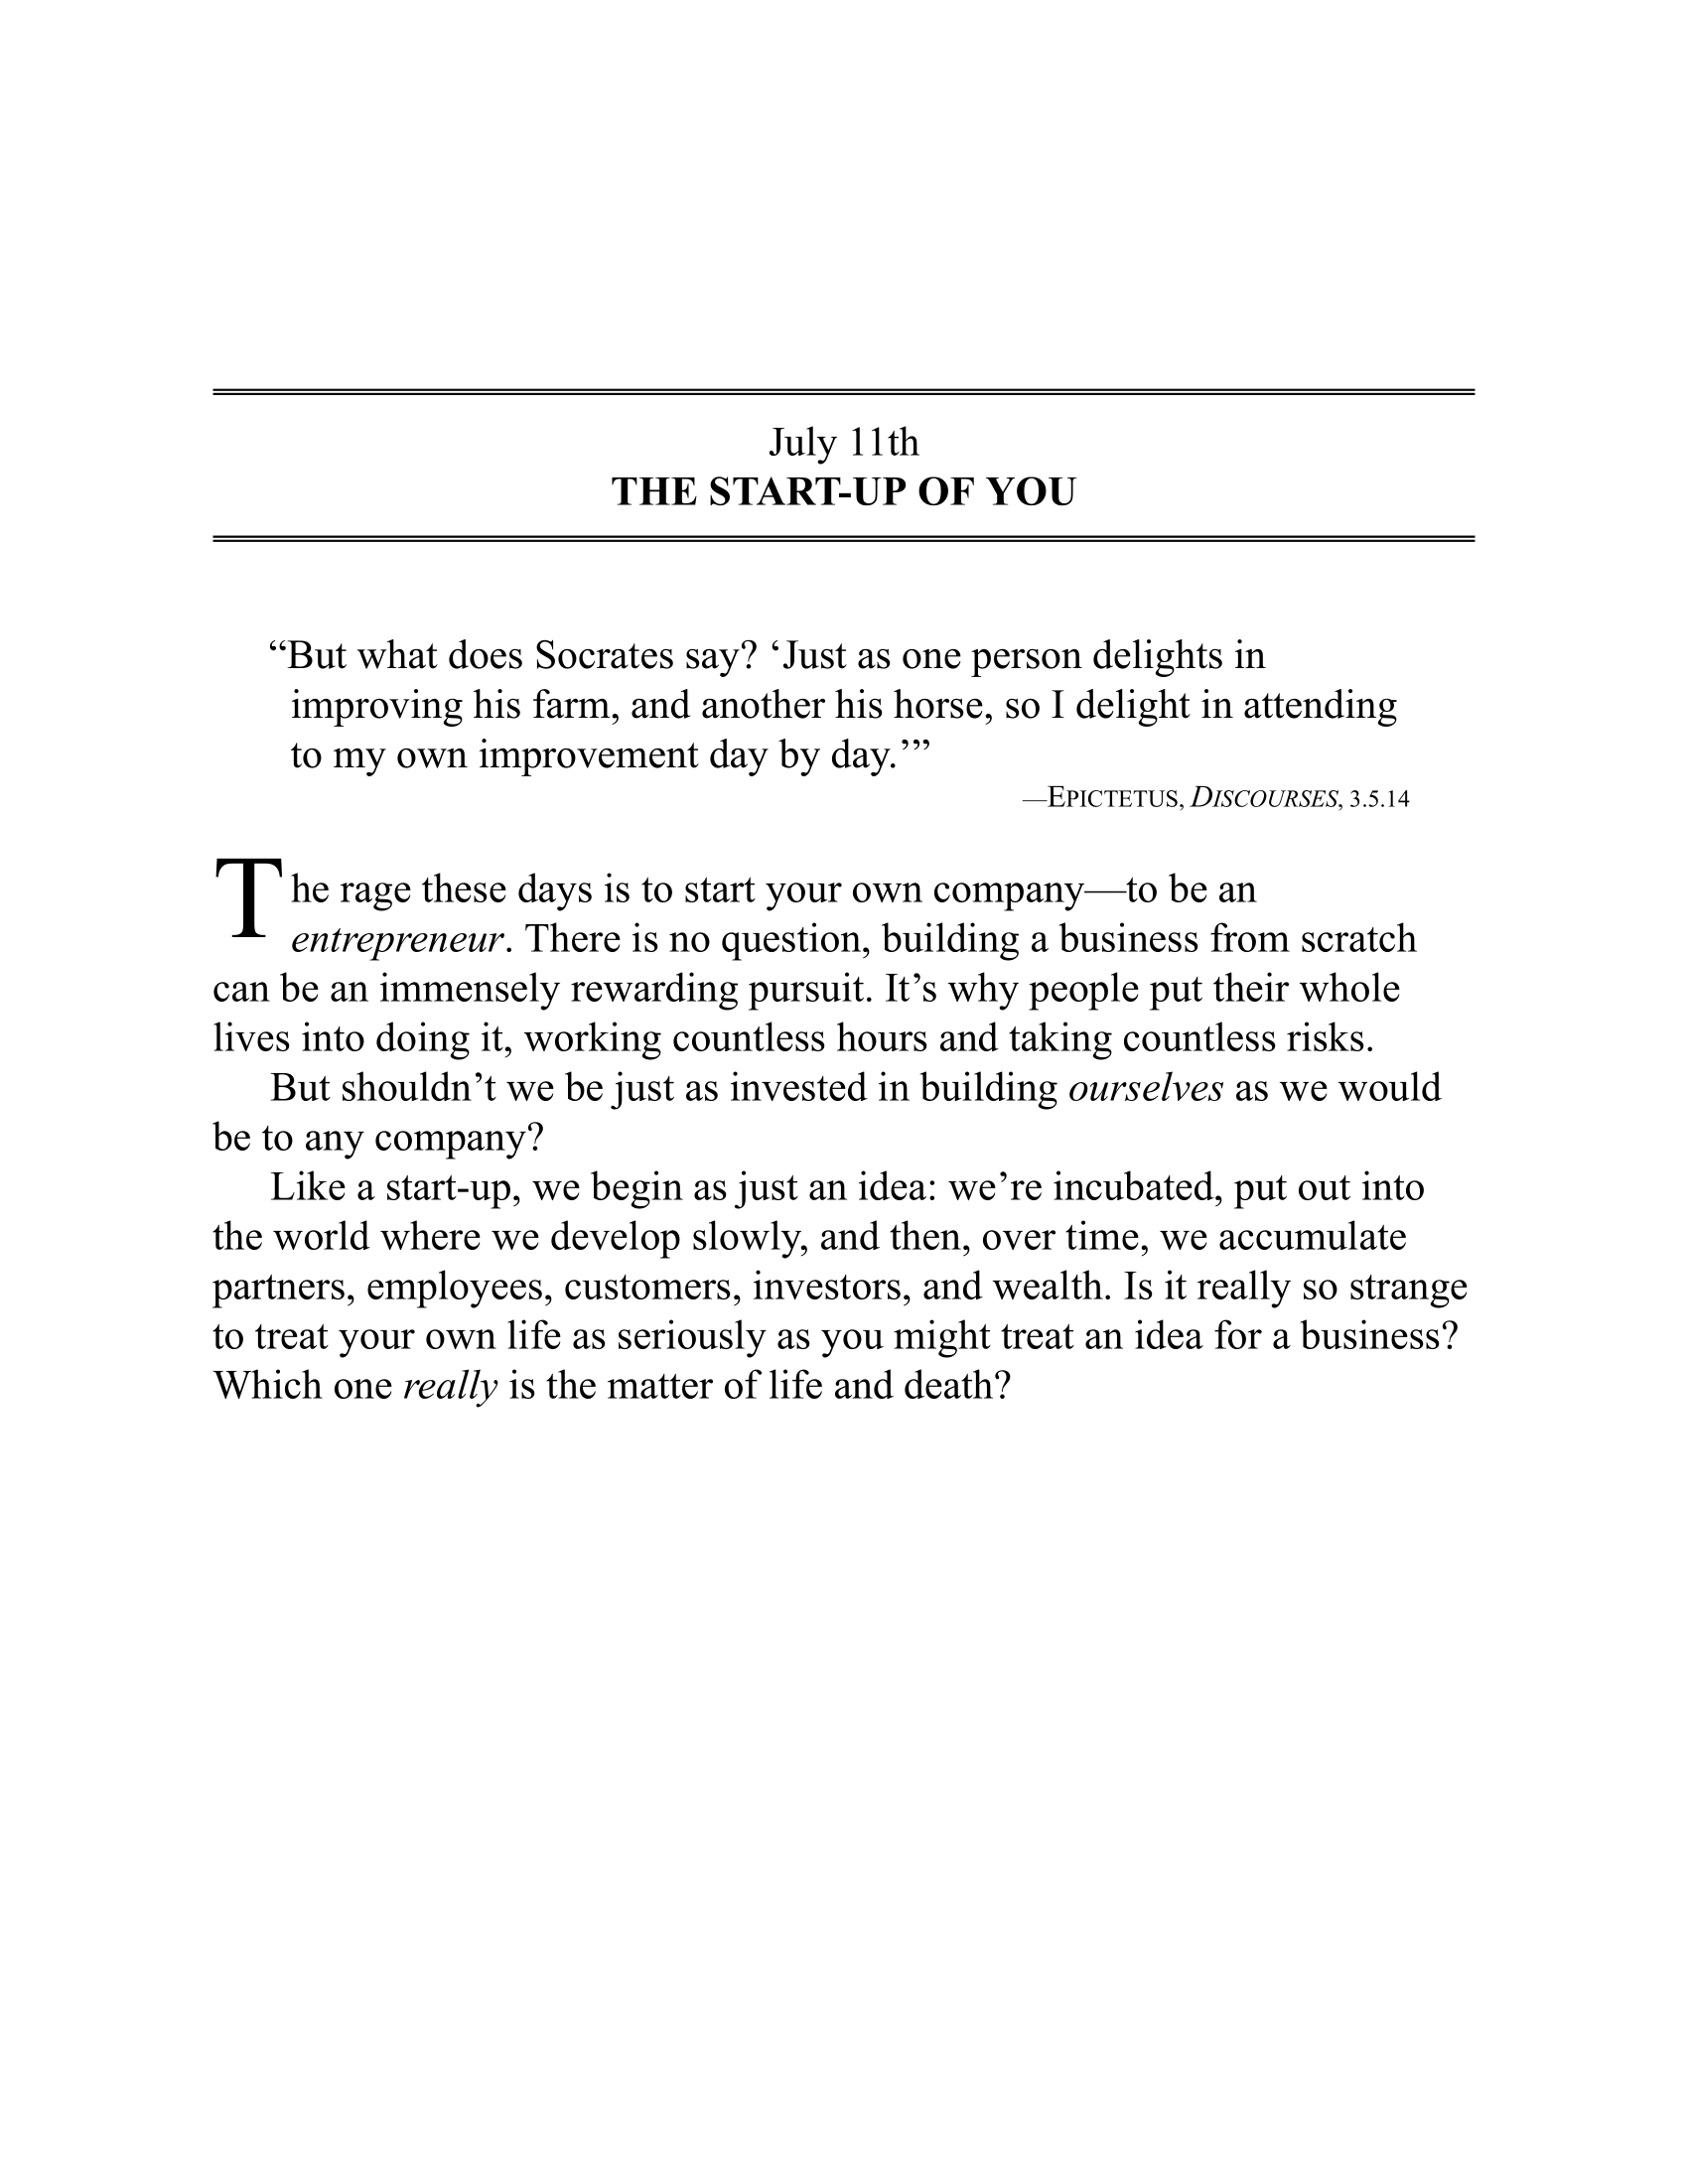 July 11th
THE START-UP OF YOU
“But what does Socrates say? ‘Just as one person delights in
improving his farm, and another his horse, so I delight in attending
to my own improvement day by day.’”
—EPICTETUS, DISCOURSES, 3.5.14
The rage these days is to start your own company—to be an
entrepreneur. There is no question, building a business from scratch
can be an immensely rewarding pursuit. It’s why people put their whole
lives into doing it, working countless hours and taking countless risks.
But shouldn’t we be just as invested in building ourselves as we would
be to any company?
Like a start-up, we begin as just an idea: we’re incubated, put out into
the world where we develop slowly, and then, over time, we accumulate
partners, employees, customers, investors, and wealth. Is it really so strange
to treat your own life as seriously as you might treat an idea for a business?
Which one really is the matter of life and death?